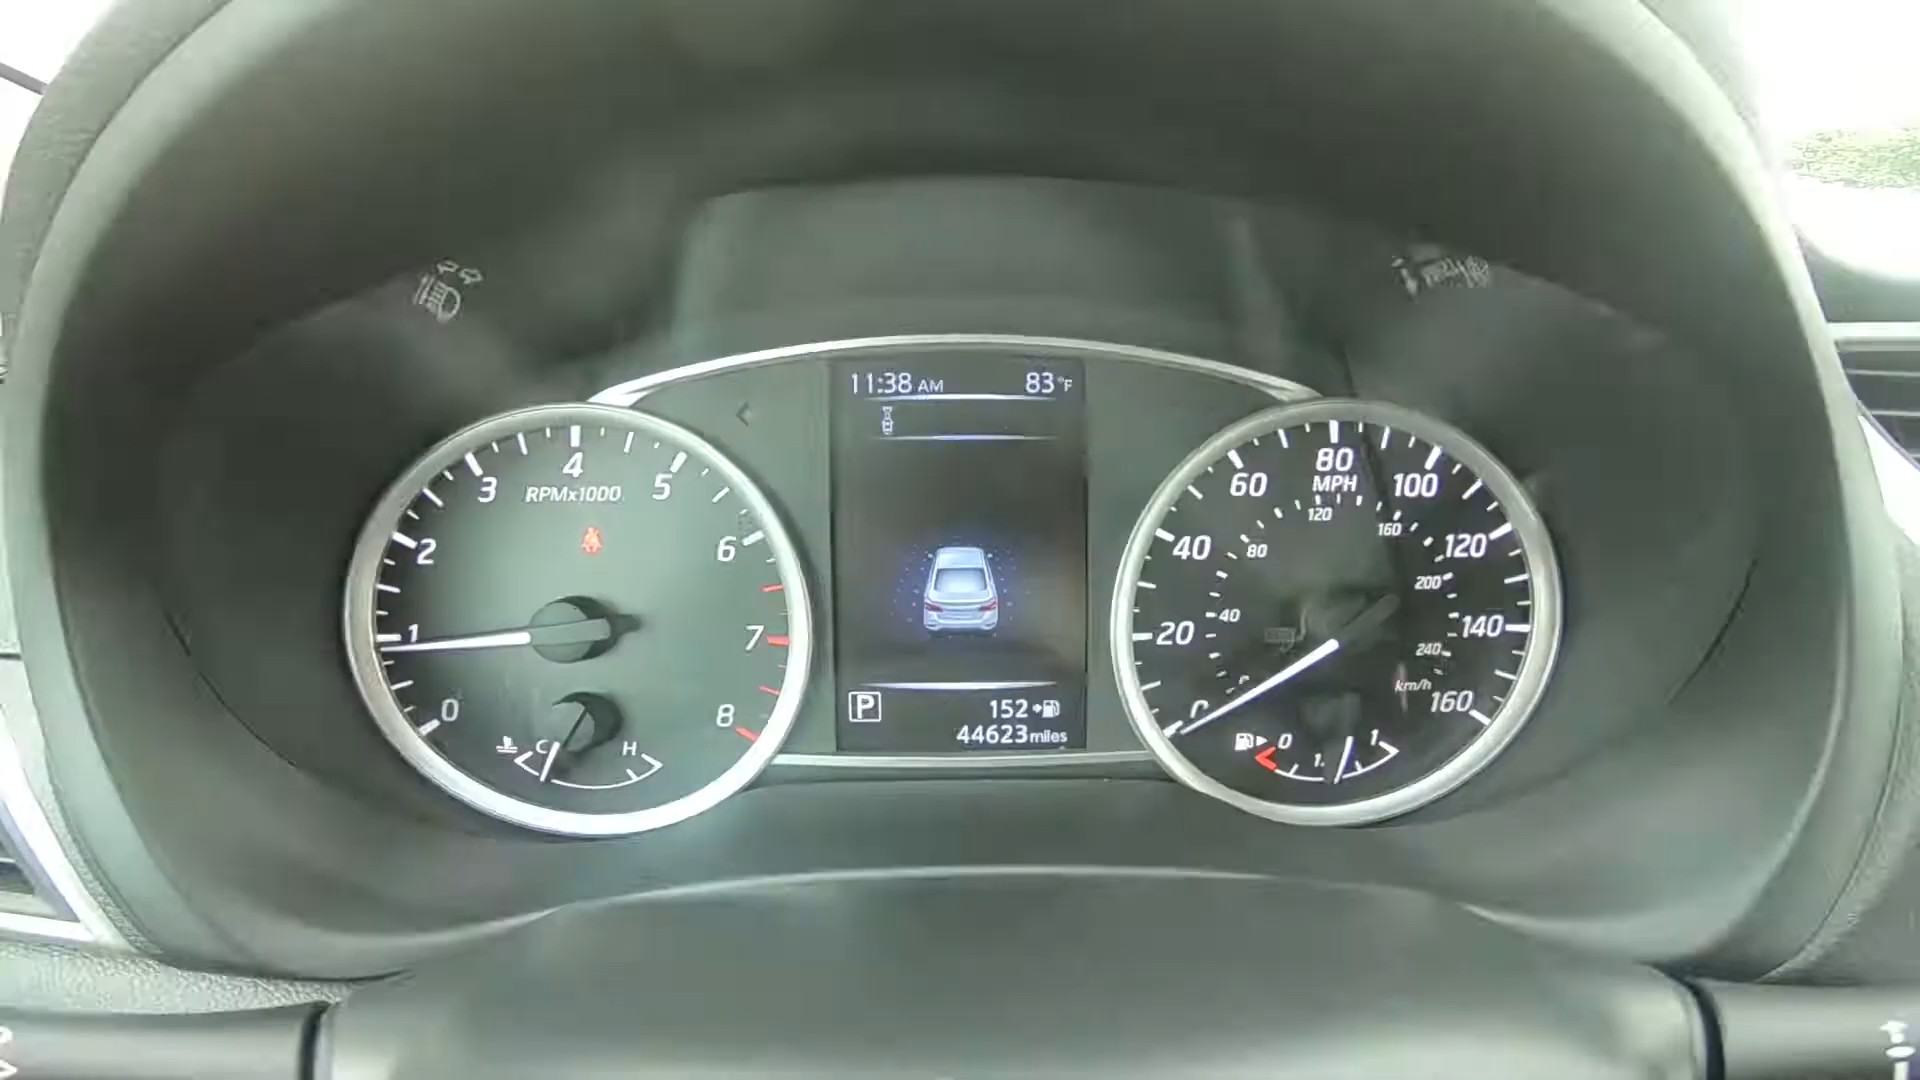 11:38 AM 83°F
4
3 5
RPMx1000
2 6
1 7
0 8
C H
P
152
44623 miles
80
MPH
60 100
120
160
40 120
80
200
20 40 140
240
km/h
160
0 1